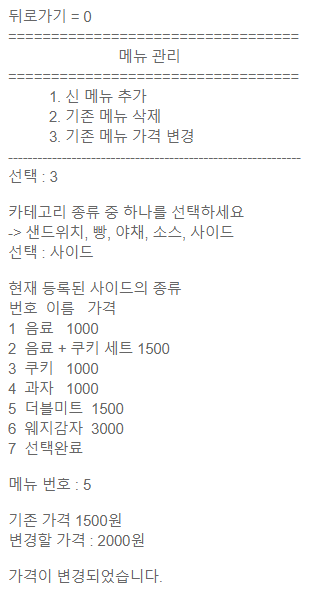 뒤로가기 = 0
==================================
메뉴 관리
==================================
1. 신 메뉴 추가
2. 기존 메뉴 삭제
3. 기존 메뉴 가격 변경
------------------------------------------------------------
선택 : 3
카테고리 종류 중 하나를 선택하세요
-> 샌드위치, 빵, 야채, 소스, 사이드
선택 : 사이드
현재 등록된 사이드의 종류
번호 이름 가격
1 음료 1000
2 음료 + 쿠키 세트 1500
3 쿠키 1000
4 과자 1000
5 더블미트 1500
6 웨지감자 3000
7 선택완료
메뉴 번호 : 5
기존 가격 1500원
변경할 가격 : 2000원
가격이 변경되었습니다.